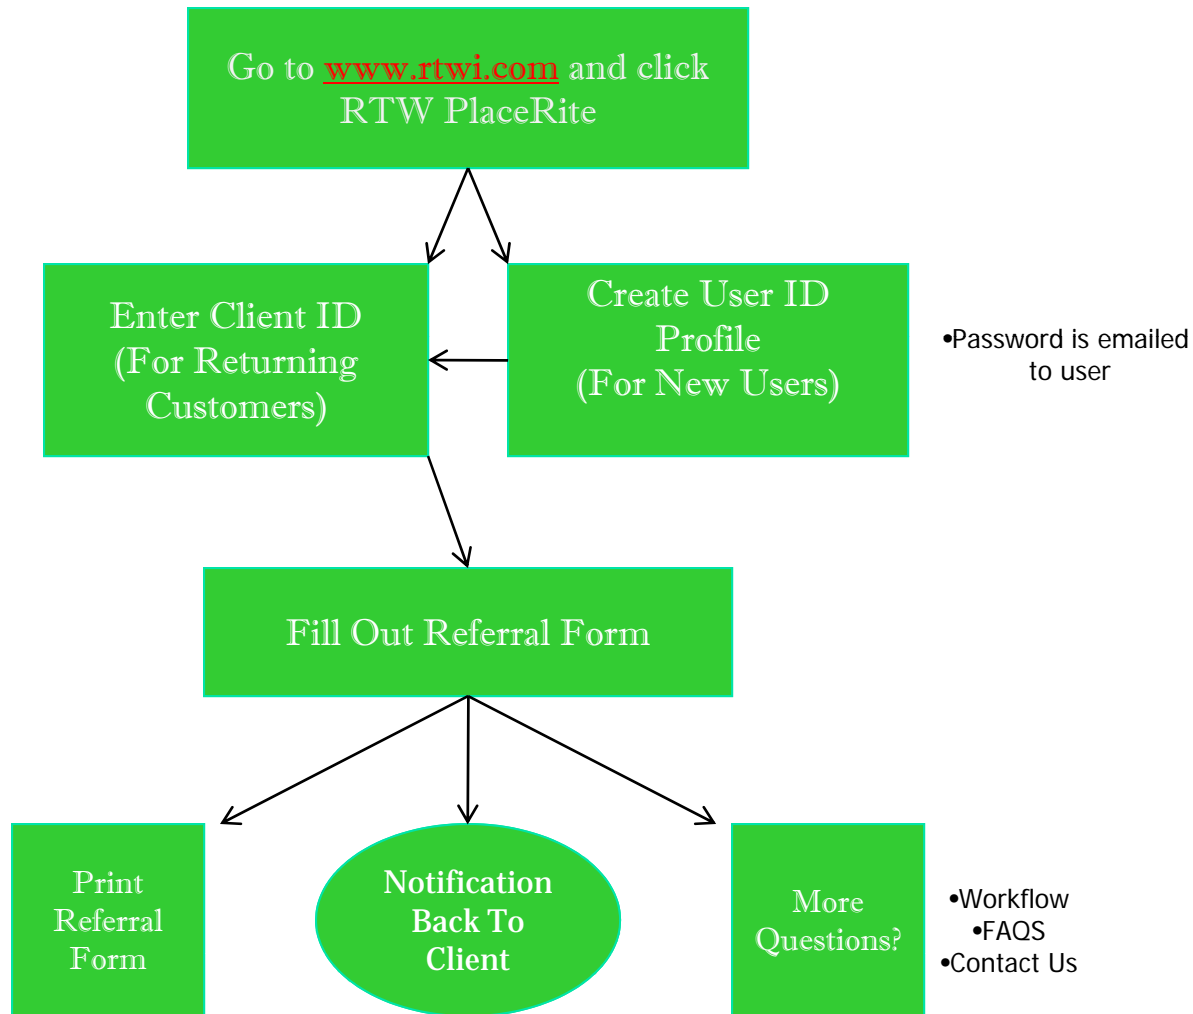 Go to www.rtwi.com and click
RTW PlaceRite
Enter Client ID
(For Returning
Customers)
Create User ID
Profile
(For New Users)
•Password is emailed
to user
Fill Out Referral Form
Print
Referral
Form
Notification
Back To
Client
More
Questions?
•Workflow
•FAQS
•Contact Us